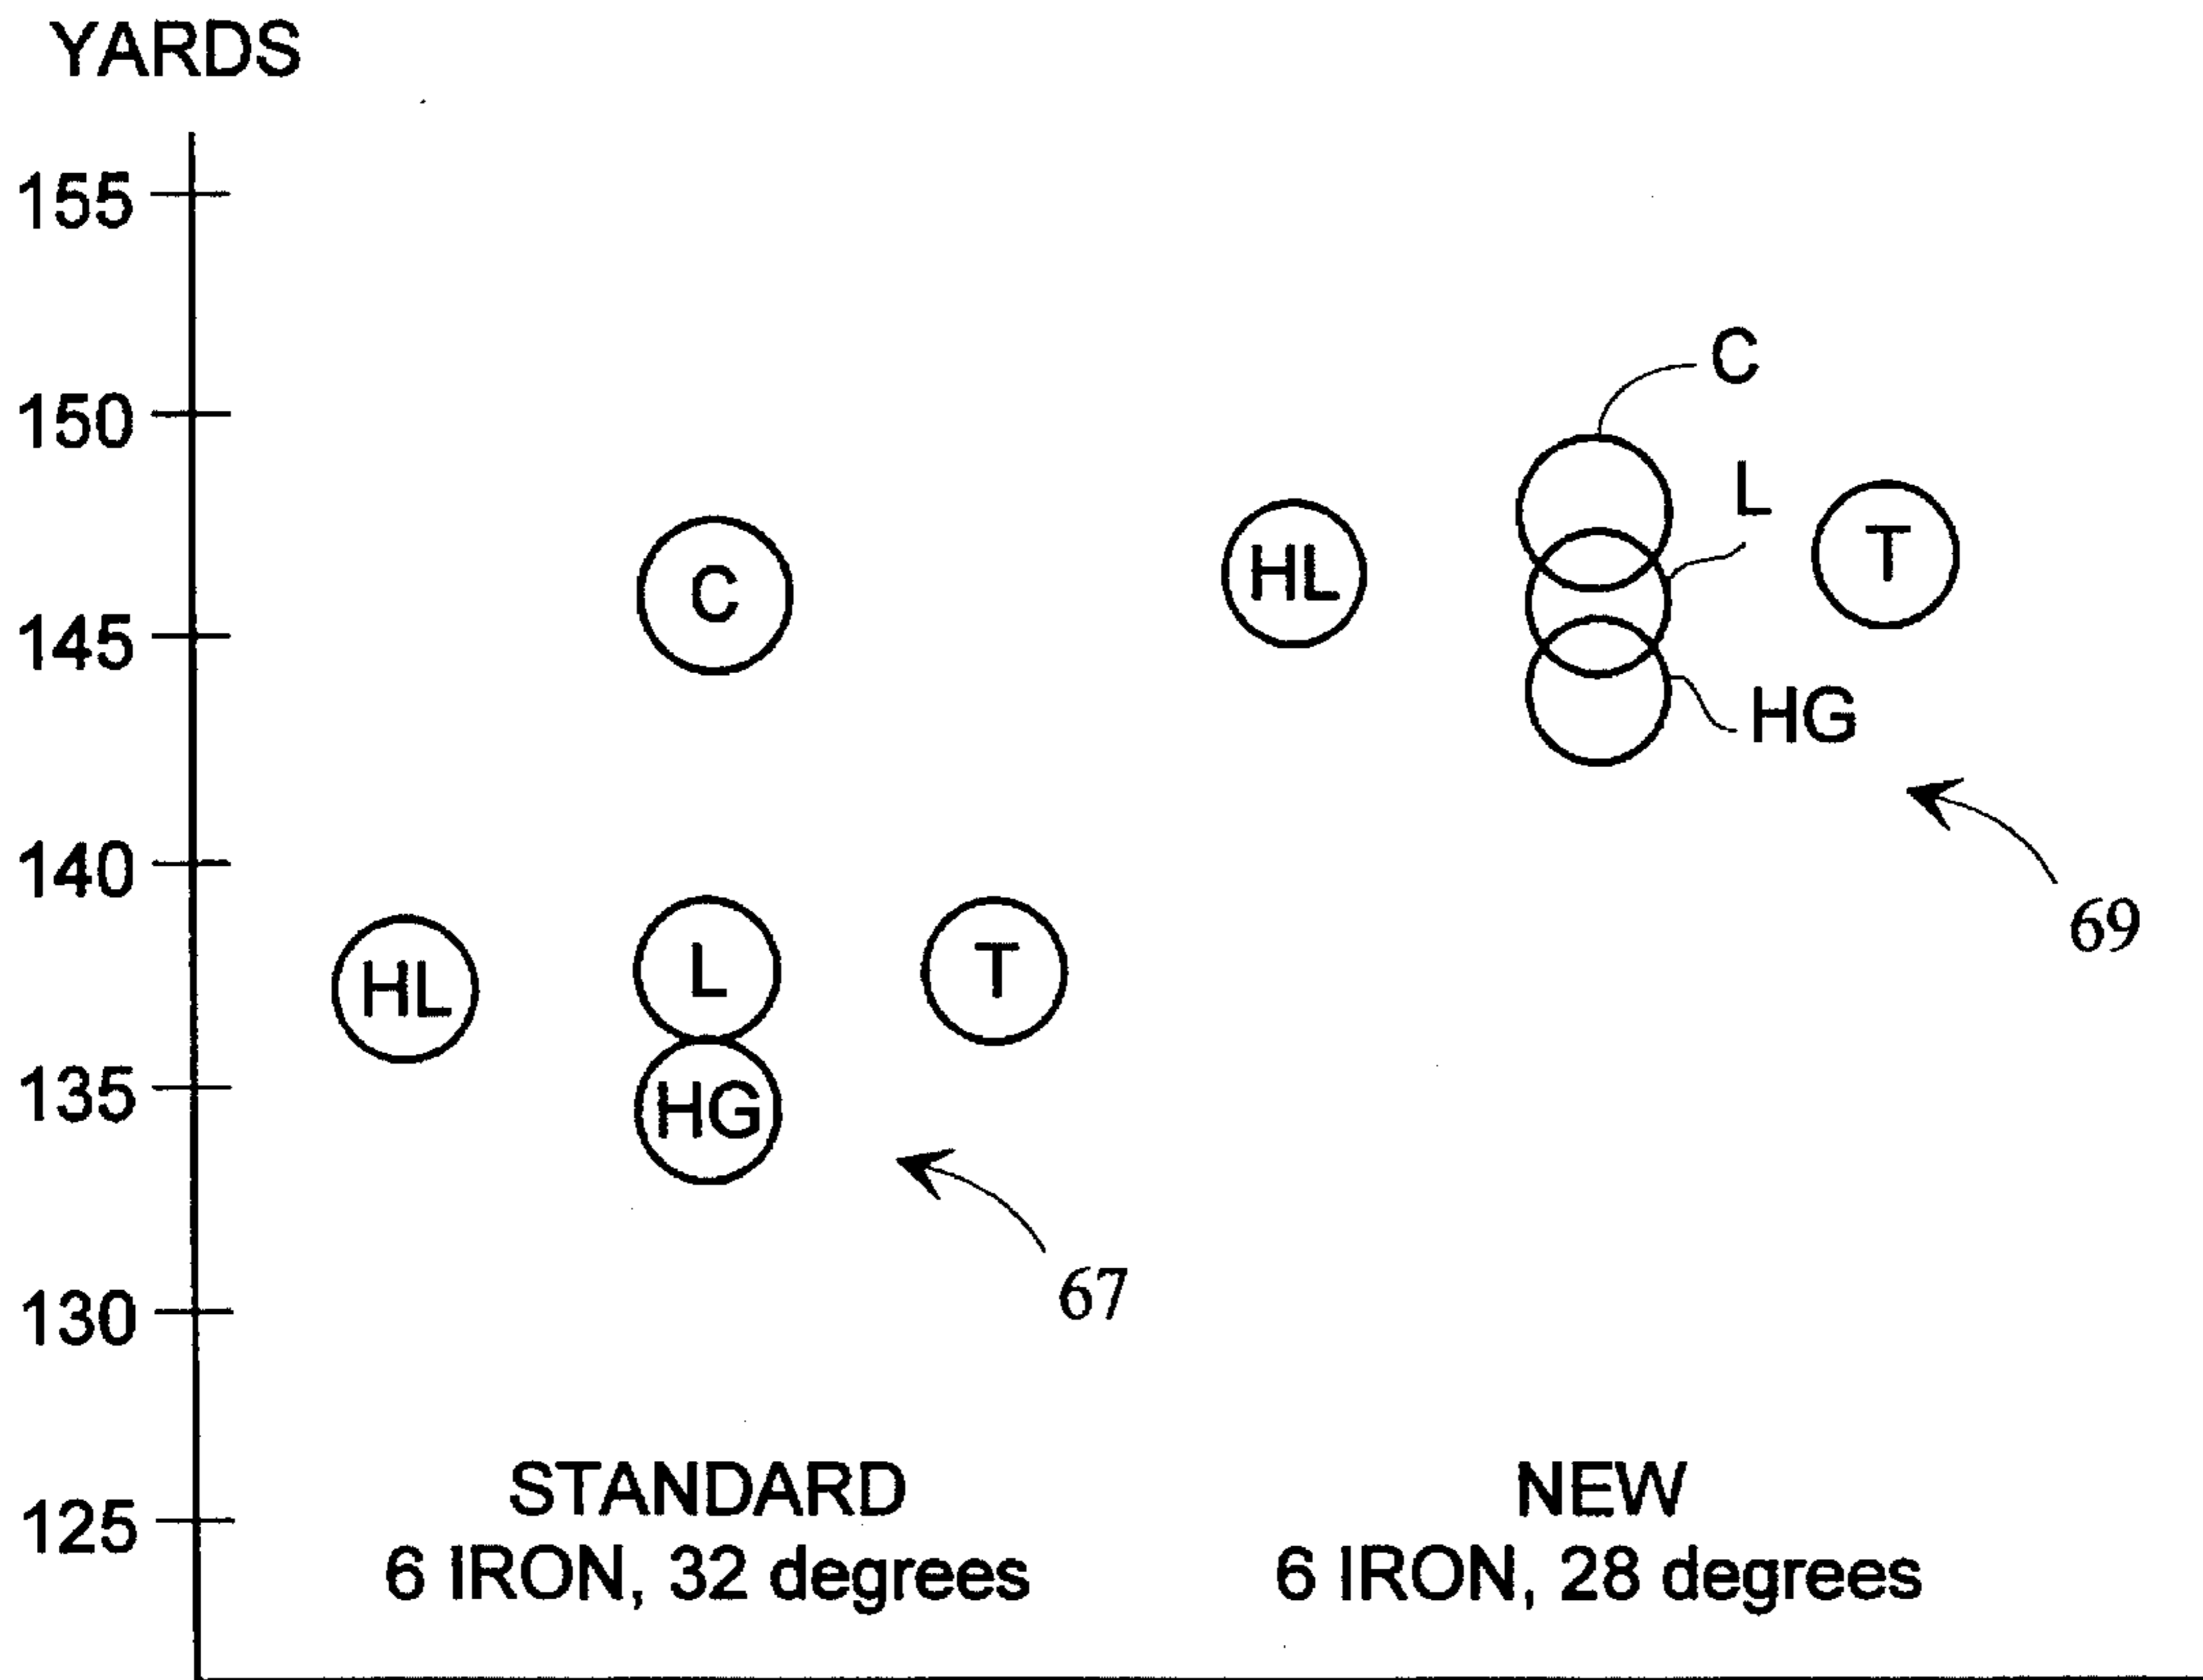 YARDS
155
150
145
140
135
130
125
C
HL
L
T
HG
67
C
L
HL
T
HG
69
STANDARD
6 IRON, 32 degrees
NEW
6 IRON, 28 degrees